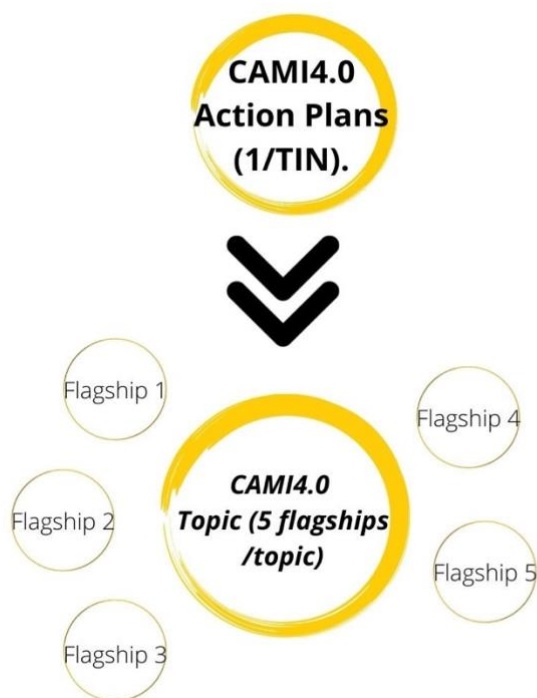 CAMI4.0
Action Plans
(1/TIN).
Flagship 1
Flagship 4
CAMI4.0
Topic (5 flagships
/topic)
Flagship 2
Flagship 5
Flagship 3